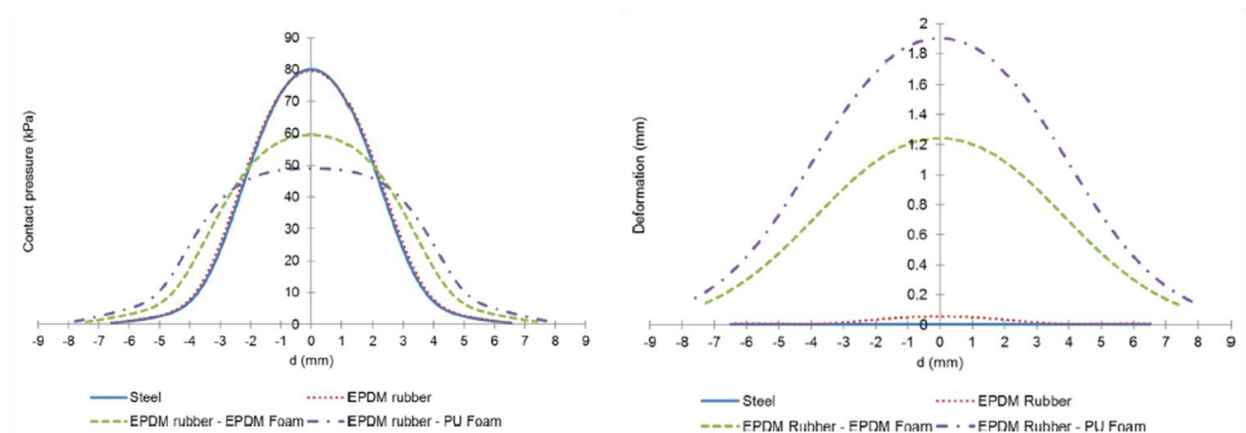 90
80
70
60
50
40
30
20
10
0
-9 -8 -7 -6 -5 -4 -3 -2 -1 0 1 2 3 4 5 6 7 8 9
Contact pressure (kPa)
d (mm)
Steel EPDM rubber
EPDM rubber - EPDM Foam EPDM rubber - PU Foam
2
1.8
1.6
1.4
1.2
1
0.8
0.6
0.4
0.2
0
-9 -8 -7 -6 -5 -4 -3 -2 -1 0 1 2 3 4 5 6 7 8 9
Deformation (mm)
d (mm)
Steel EPDM Rubber
EPDM Rubber - EPDM Foam EPDM Rubber - PU Foam